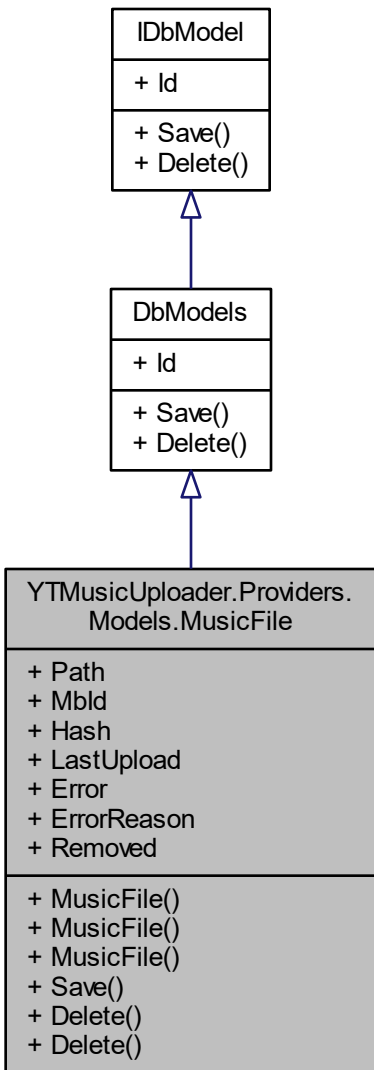 IDbModel
+ Id
+ Save()
+ Delete()
DbModels
+ Id
+ Save()
+ Delete()
YTMusicUploader.Providers.
Models.MusicFile
+ Path
+ MbId
+ Hash
+ LastUpload
+ Error
+ ErrorReason
+ Removed
+ MusicFile()
+ MusicFile()
+ MusicFile()
+ Save()
+ Delete()
+ Delete()